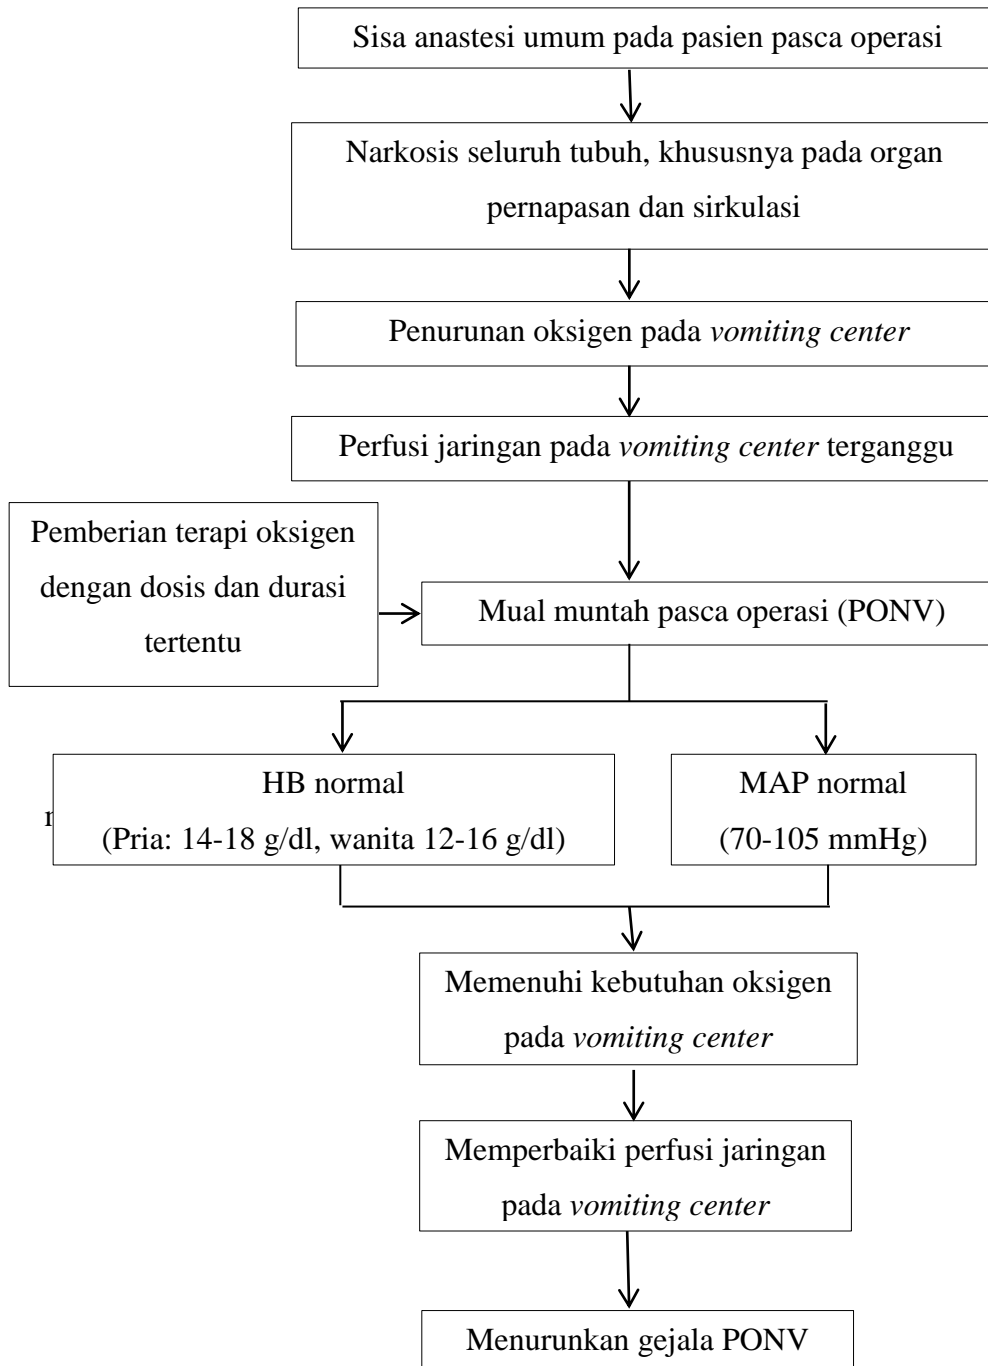 Sisa anastesi umum pada pasien pasca operasi
Narkosis seluruh tubuh, khususnya pada organ
pernapasan dan sirkulasi
Penurunan oksigen pada vomiting center
Perfusi jaringan pada vomiting center terganggu
Pemberian terapi oksigen
dengan dosis dan durasi
tertentu
Mual muntah pasca operasi (PONV)
HB normal
(Pria: 14-18 g/dl, wanita 12-16 g/dl)
MAP normal
(70-105 mmHg)
Memenuhi kebutuhan oksigen
pada vomiting center
Memperbaiki perfusi jaringan
pada vomiting center
Menurunkan gejala PONV